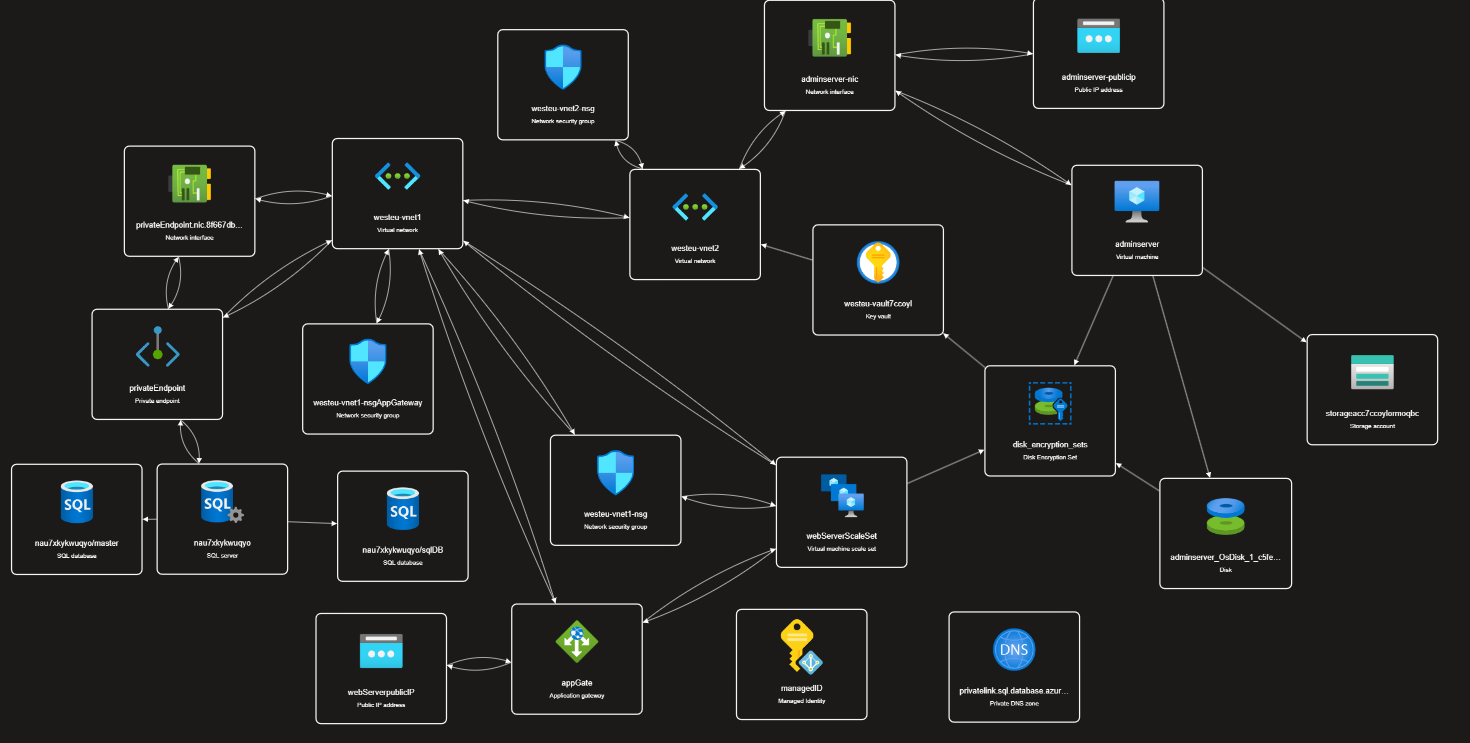 adminserver-nic
Network interface
adminserver-publicip
Public IP address
westeu-vnet2-nsg
Network security group
privateEndpoint.nic.8f667db...
Network interface
westeu-vnet1
Virtual network
westeu-vnet2
Virtual network
adminserver
Virtual machine
westeu-vault7ccoyl
Key vault
privateEndpoint
Private endpoint
westeu-vnet1-nsgAppGateway
Network security group
storageacc7ccoylormoqbc
Storage account
disk_encryption_sets
Disk Encryption Set
SQL
nau7xkykwuqyo/master
SQL database
SQL
nau7xkykwuqyo
SQL server
SQL
nau7xkykwuqyo/sqlDB
SQL database
westeu-vnet1-nsg
Network security group
webServerScaleSet
Virtual machine scale set
adminserver_OsDisk_1_c5fe...
Disk
webServerpublicIP
Public IP address
appGate
Application gateway
managedID
Managed Identity
DNS
privatelink.sql.database.azur...
Private DNS zone